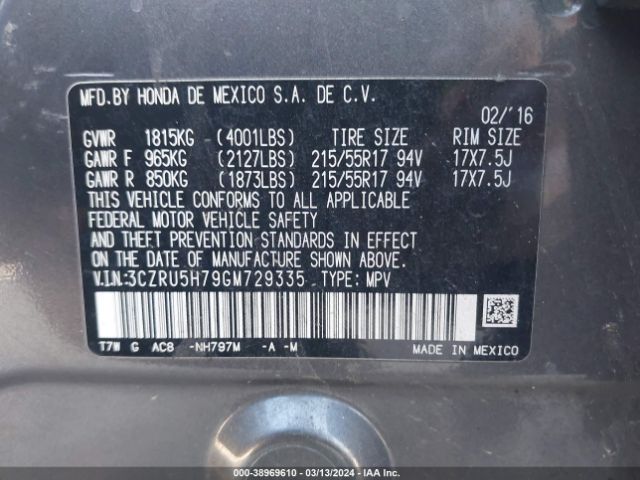 MFD.BY HONDA DE MEXICO S.A. DE C.V.
02/'16
GVWR 1815KG (4001LBS) TIRE SIZE RIM SIZE
GAWR F 965KG (2127LBS) 215/55R17 94V 17X7.5J
GAWR R 850KG (1873LBS) 215/55R17 94V 17X7.5J
THIS VEHICLE CONFORMS TO ALL APPLICABLE
FEDERAL MOTOR VEHICLE SAFETY
AND THEFT PREVENTION STANDARDS IN EFFECT
ON THE DATE OF MANUFACTURE SHOWN ABOVE.
V.I.N:3CZRU5H79GM729335 TYPE: MPV
T7W G AC8 -NH797M -A -M MADE IN MEXICO
000-38969610 - 03/13/2024 - IAA Inc.